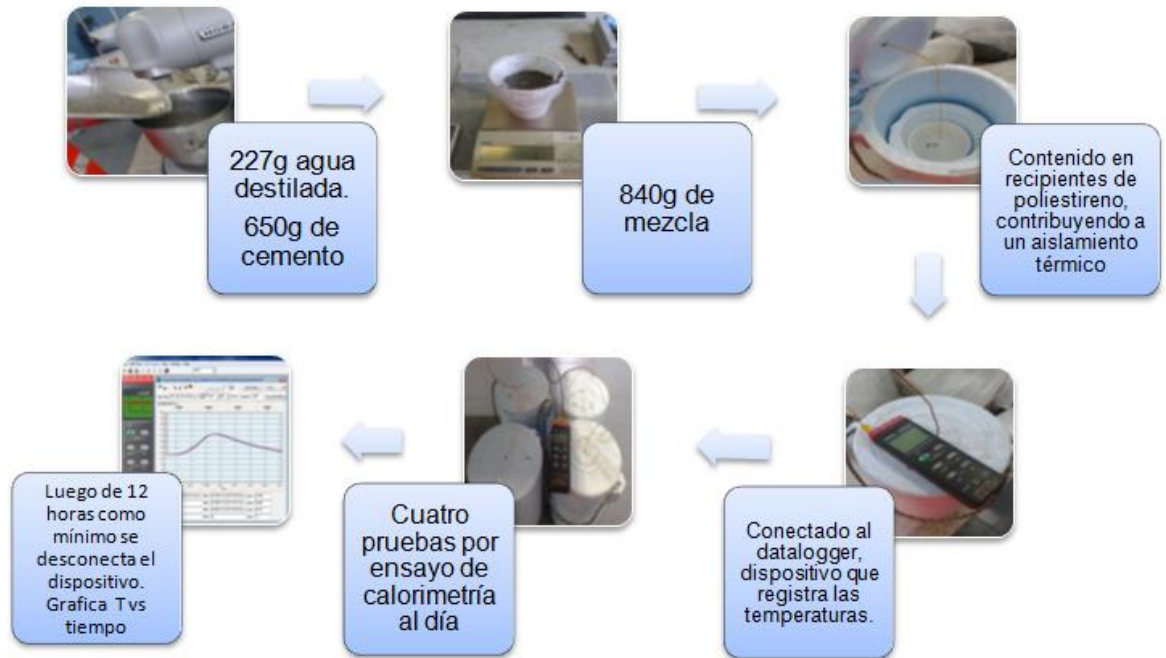 227g agua
destilada.
650g de
cemento
840g de
mezcla
Contenido en
recipientes de
poliestireno,
contribuyendo a
un aislamiento
térmico
Conectado al
datalogger,
dispositivo que
registra las
temperaturas.
Cuatro
pruebas por
ensayo de
calorimetría
al día
Luego de 12
horas como
mínimo se
desconecta el
dispositivo.
Grafica T vs
tiempo